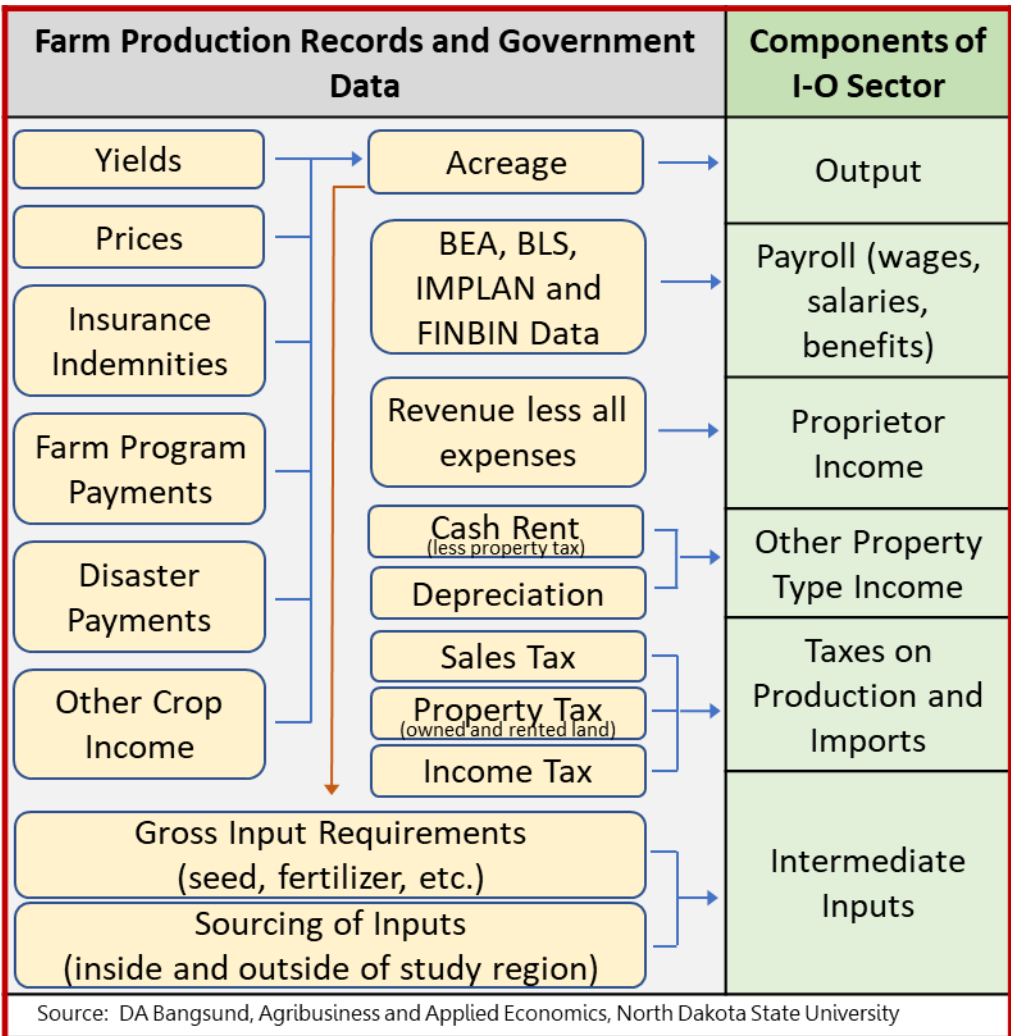 Farm Production Records and Government
Data
Components of
I-O Sector
Yields
Prices
Insurance
Indemnities
Farm Program
Payments
Disaster
Payments
Other Crop
Income
Acreage
BEA, BLS,
IMPLAN and
FINBIN Data
Revenue less all
expenses
Cash Rent
(less property tax)
Depreciation
Sales Tax
Property Tax
(owned and rented land)
Income Tax
Gross Input Requirements
(seed, fertilizer, etc.)
Sourcing of Inputs
(inside and outside of study region)
Output
Payroll (wages,
salaries,
benefits)
Proprietor
Income
Other Property
Type Income
Taxes on
Production and
Imports
Intermediate
Inputs
Source: DA Bangsund, Agribusiness and Applied Economics, North Dakota State University